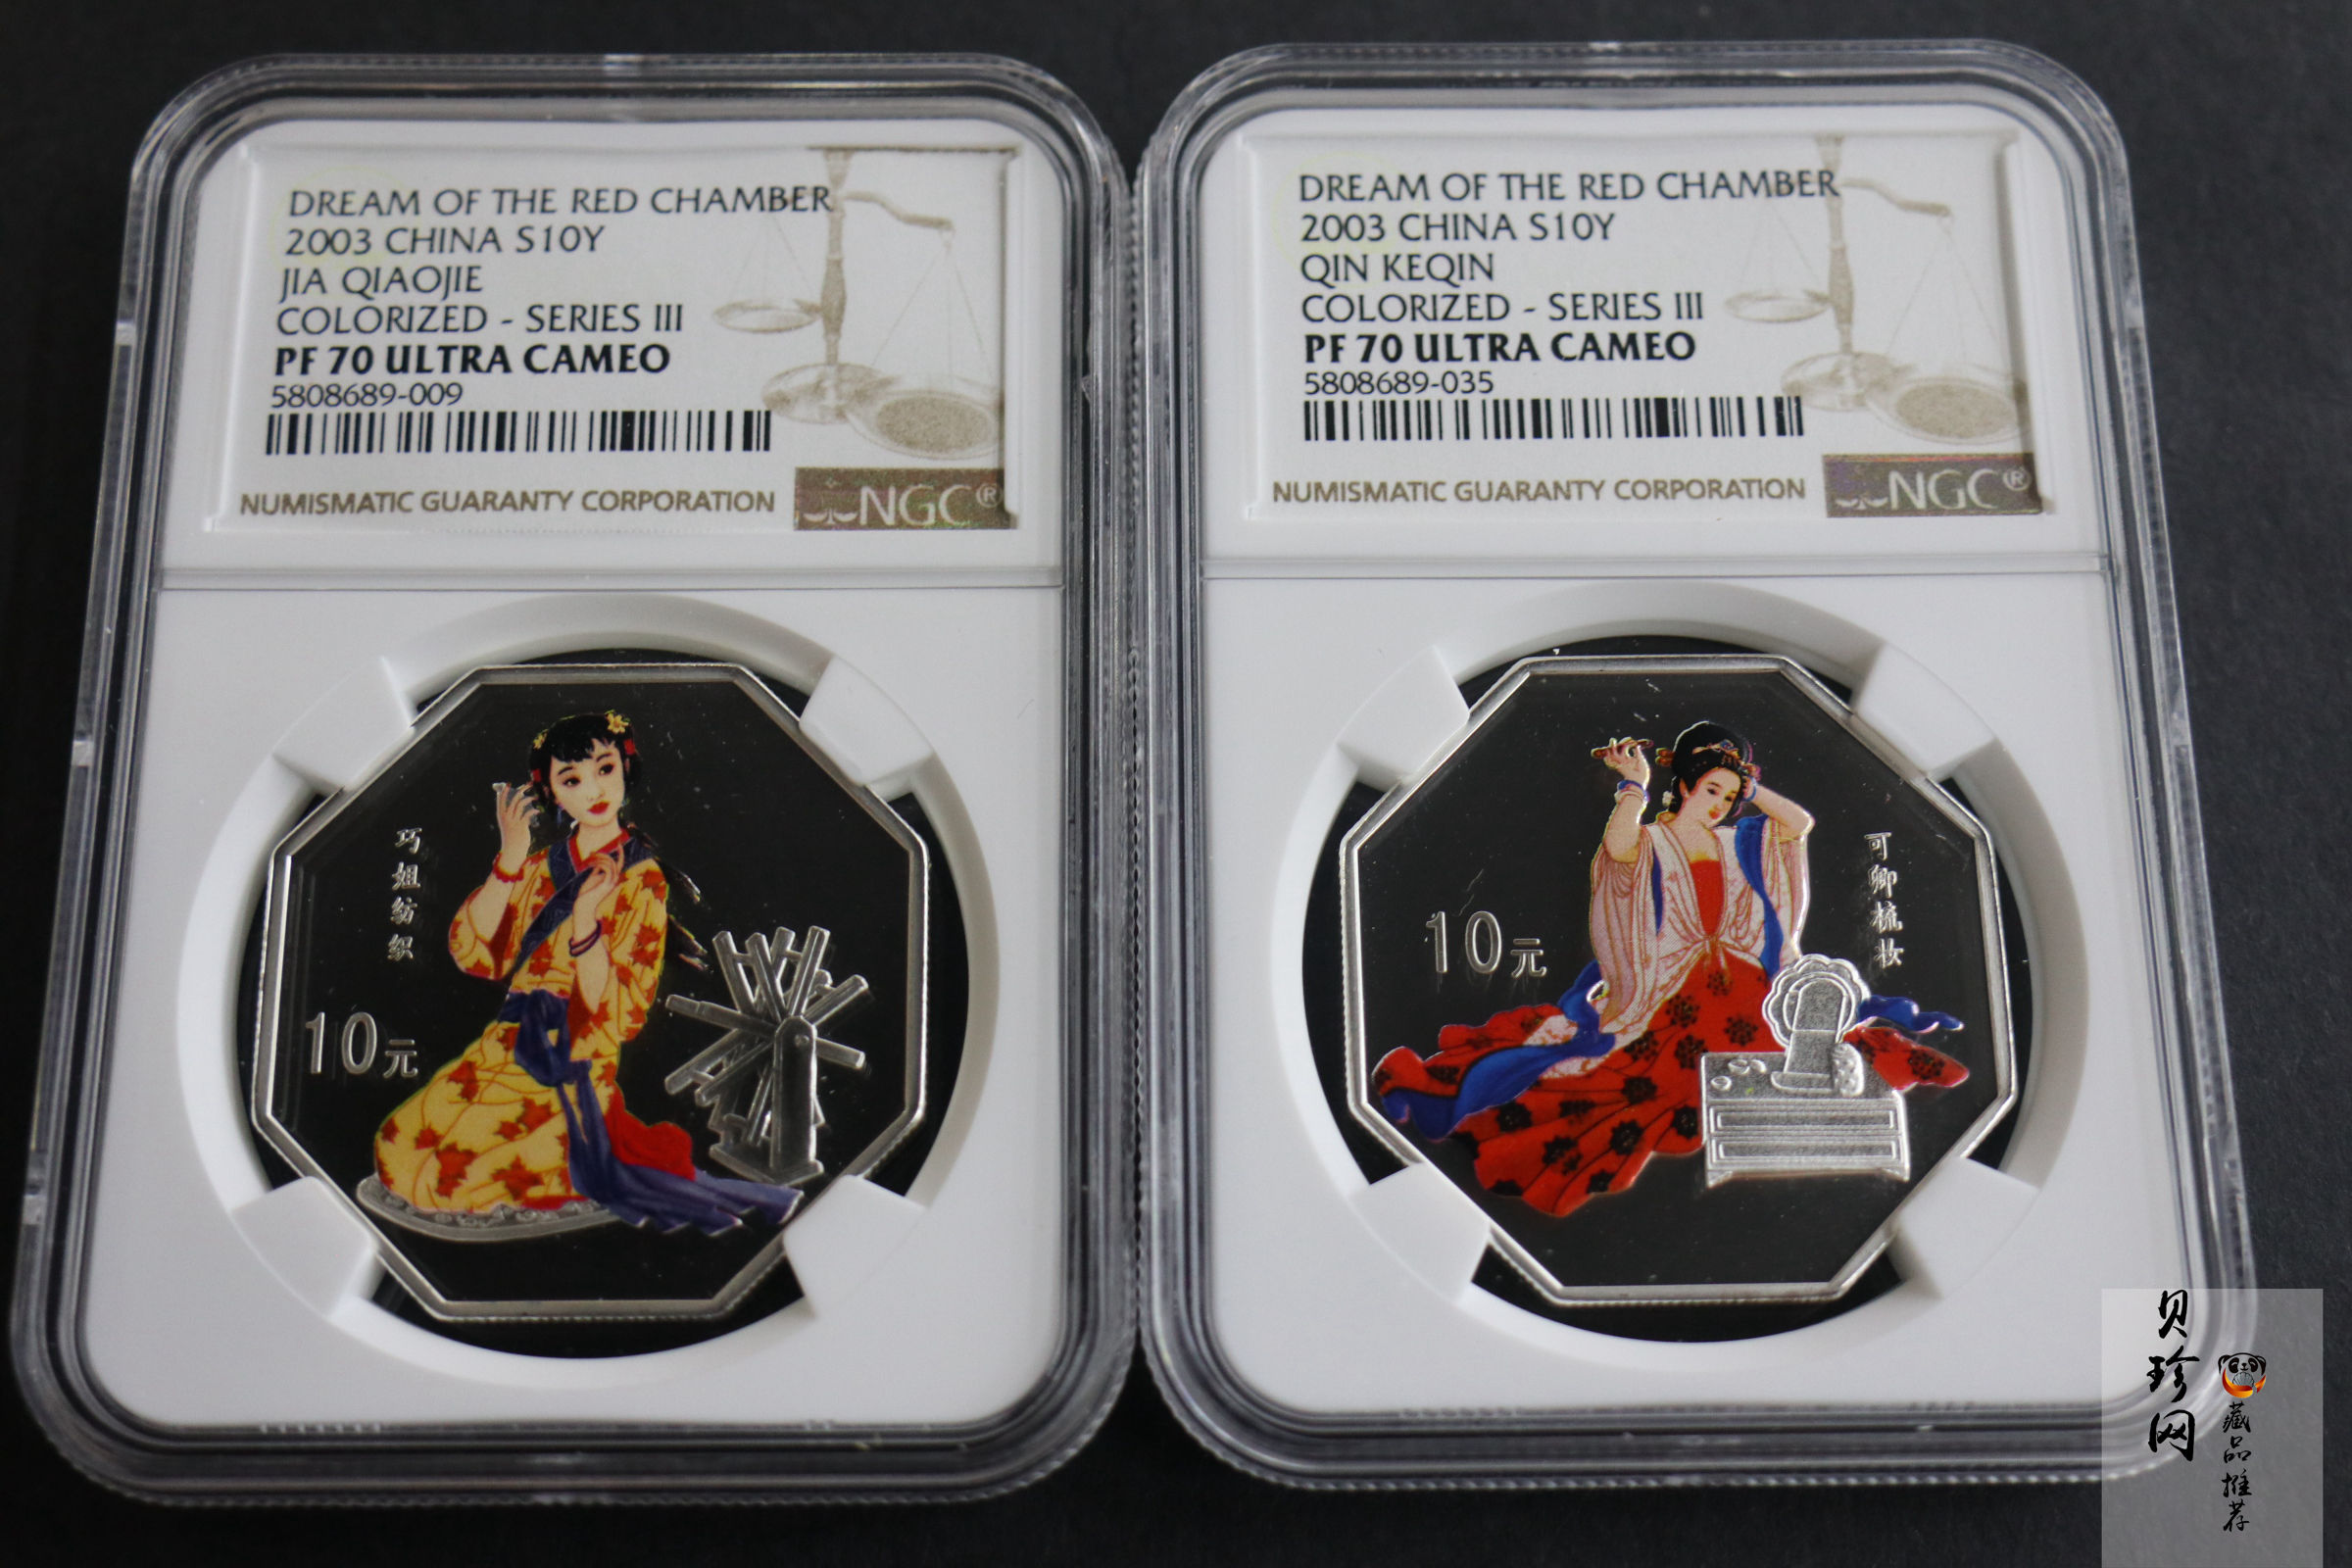 DREAM OF THE RED CHAMBER
2003 CHINA S10Y
JIA QIAOJIE
COLORIZED - SERIES III
PF 70 ULTRA CAMEO
5808689-009
NUMISMATIC GUARANTY CORPORATION
NGC®
巧姐纺织
10元
DREAM OF THE RED CHAMBER
2003 CHINA S10Y
QIN KEQIN
COLORIZED - SERIES III
PF 70 ULTRA CAMEO
5808689-035
NUMISMATIC GUARANTY CORPORATION
NGC®
可卿梳妆
10元
贝珍网
藏品推荐